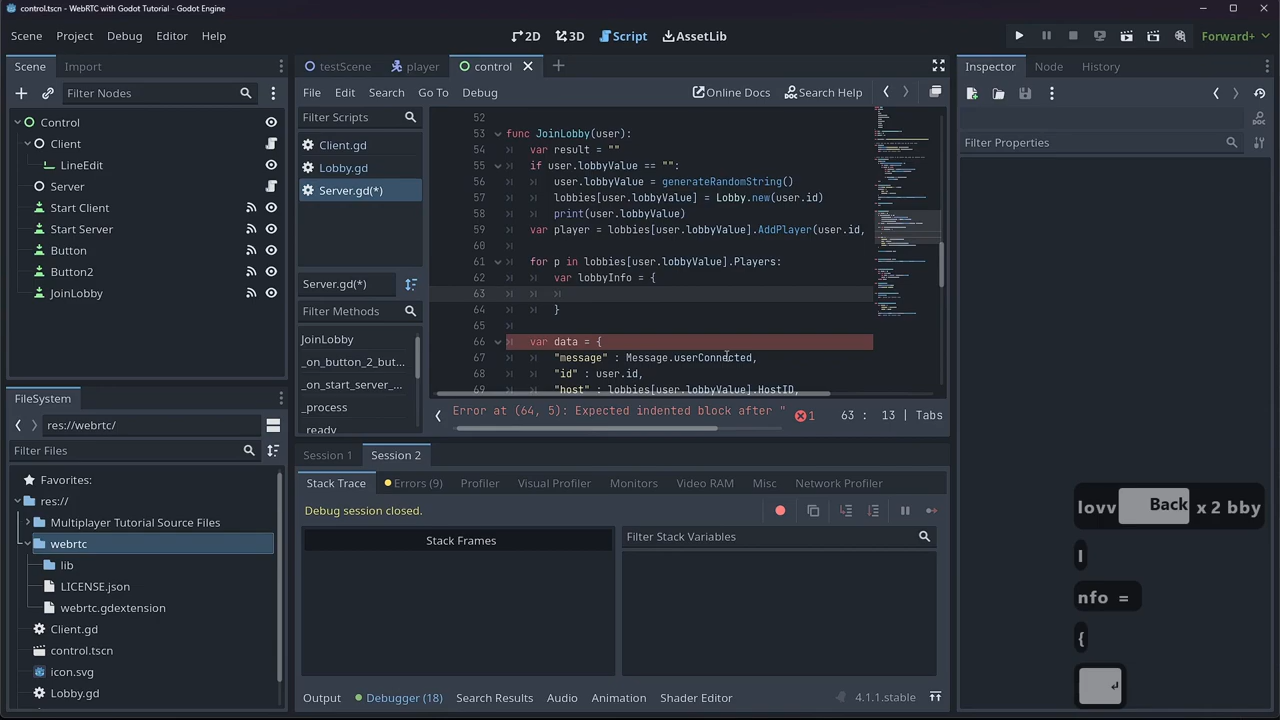 control.tscn - WebRTC with Godot Tutorial - Godot Engine
Scene Project Debug Editor Help
2D 3D Script AssetLib
Forward+
Scene Import
Filter Nodes
Control
Client
LineEdit
Server
Start Client
Start Server
Button
Button2
JoinLobby
FileSystem
res://webrtc/
Filter Files
Favorites:
res://
Multiplayer Tutorial Source Files
webrtc
lib
LICENSE.json
webrtc.gdextension
Client.gd
control.tscn
icon.svg
Lobby.gd
testScene player control
File Edit Search Go To Debug Online Docs Search Help
Filter Scripts
Client.gd
Lobby.gd
Server.gd(*)
Server.gd(*)
Filter Methods
JoinLobby
_on_button_2_butt...
_on_start_server_...
_process
_ready
52
53 func JoinLobby(user):
54 var result = ""
55 if user.lobbyValue == "":
56 user.lobbyValue = generateRandomString()
57 lobbies[user.lobbyValue] = Lobby.new(user.id)
58 print(user.lobbyValue)
59 var player = lobbies[user.lobbyValue].AddPlayer(user.id,
60
61 for p in lobbies[user.lobbyValue].Players:
62 var lobbyInfo = {
63
64 }
65
66 var data = {
67 "message" : Message.userConnected,
68 "id" : user.id,
69 "host" : lobbies[user.lobbyValue].HostID,
Error at (64, 5): Expected indented block after "
1 63 : 13 | Tabs
Session 1 Session 2
Stack Trace Errors (9) Profiler Visual Profiler Monitors Video RAM Misc Network Profiler
Debug session closed.
Stack Frames
Filter Stack Variables
Output Debugger (18) Search Results Audio Animation Shader Editor
4.1.1.stable
Inspector Node History
Filter Properties
lovv Back x 2 bby
I
nfo =
{